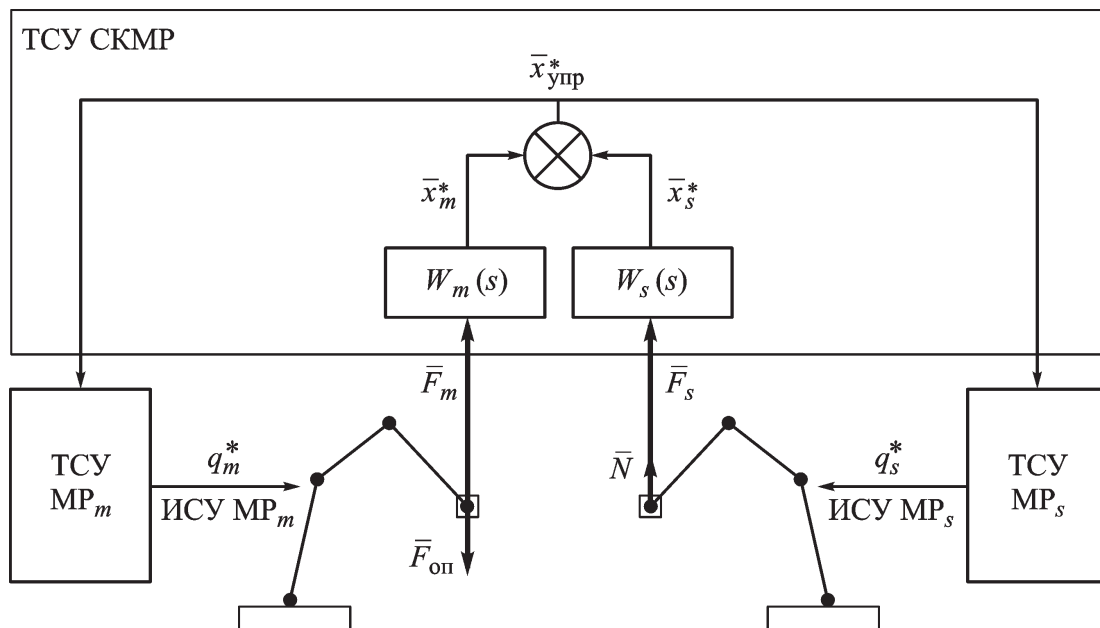 ТСУ СКМР
x̄*упр
x̄*m
x̄*s
Wm (s)
Ws (s)
F̄m
F̄s
ТСУ
МРm
q*m
ИСУ МРm
N̄
q*s
ИСУ МРs
ТСУ
МРs
F̄оп